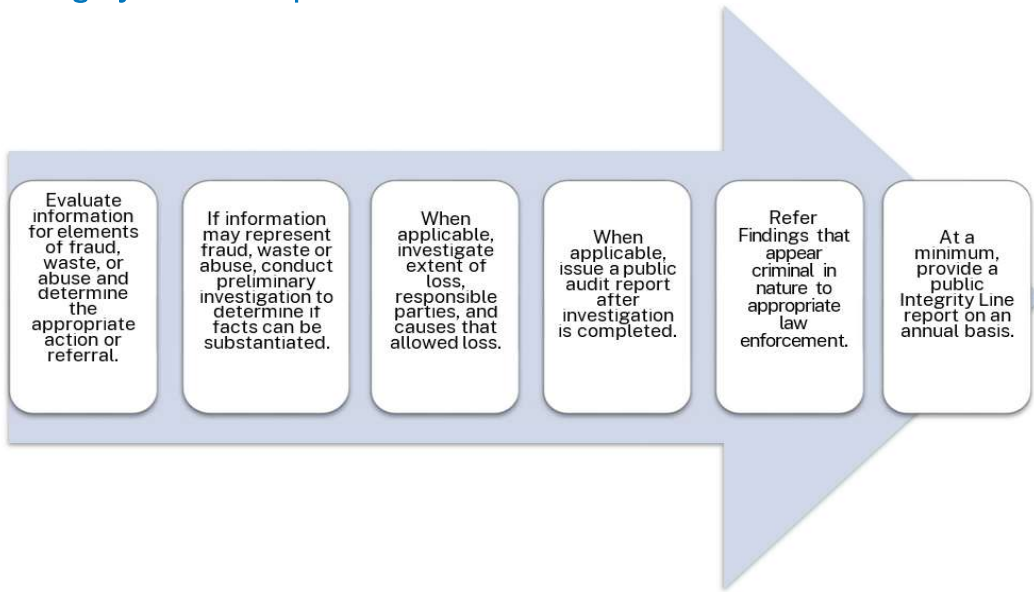 Evaluate
information
for elements
of fraud,
waste, or
abuse and
determine
the
appropriate
action or
referral.
If information
may represent
fraud, waste or
abuse, conduct
preliminary
investigation to
determine if
facts can be
substantiated.
When
applicable,
investigate
extent of
loss,
responsible
parties, and
causes that
allowed loss.
When
applicable,
issue a public
audit report
after
investigation
is completed.
Refer
Findings that
appear
criminal in
nature to
appropriate
law
enforcement.
At a
minimum,
provide a
public
Integrity Line
report on an
annual basis.